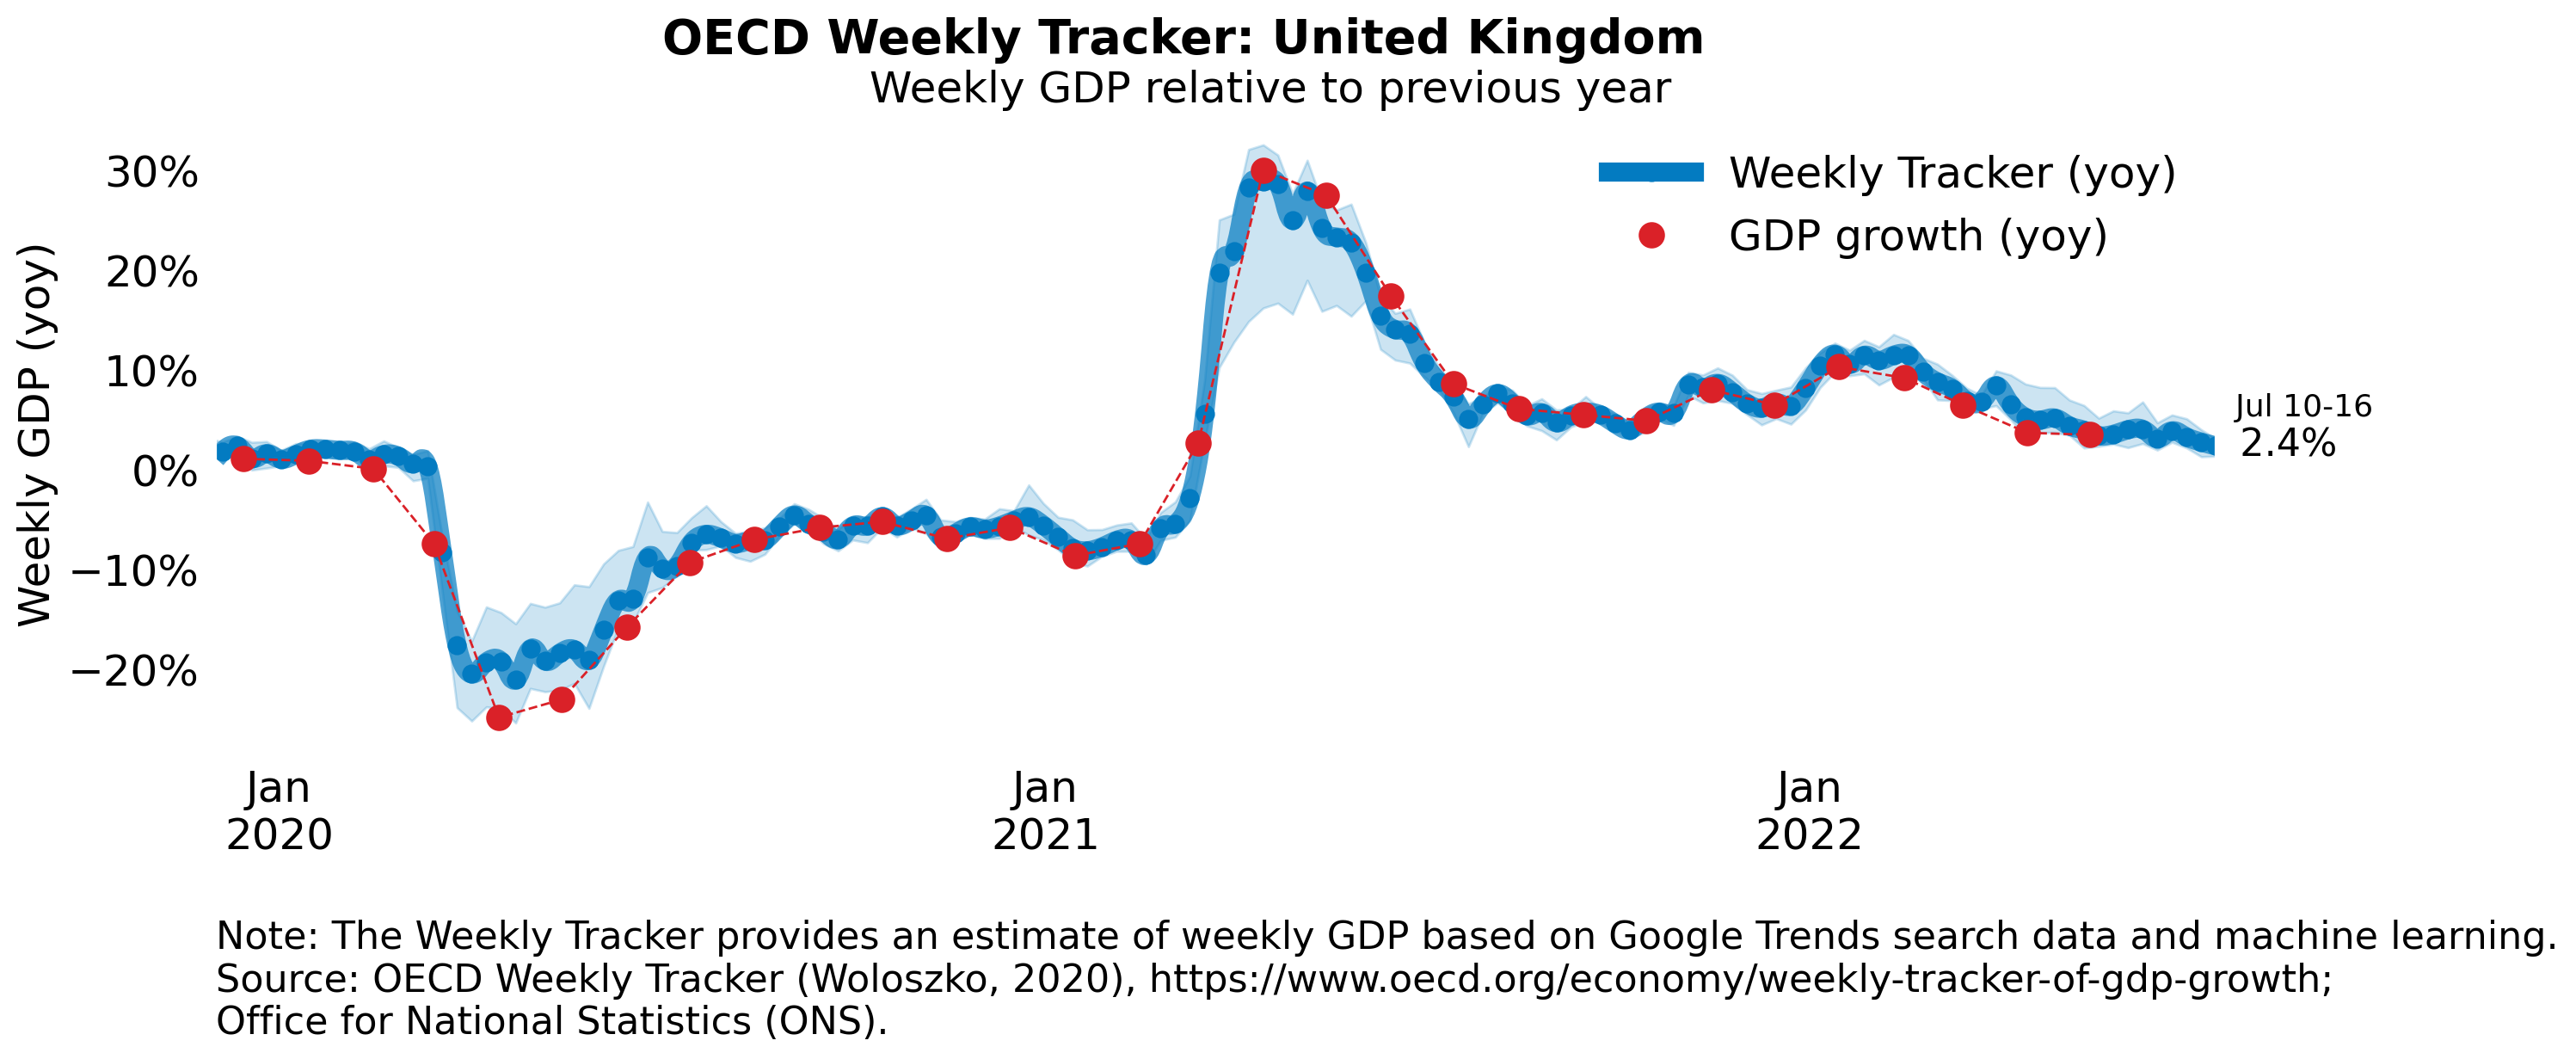 OECD Weekly Tracker: United Kingdom
Weekly GDP relative to previous year
Weekly GDP (yoy)
30%
20%
10%
0%
−10%
−20%
Weekly Tracker (yoy)
GDP growth (yoy)
Jul 10-16
2.4%
Jan
2020
Jan
2021
Jan
2022
Note: The Weekly Tracker provides an estimate of weekly GDP based on Google Trends search data and machine learning.
Source: OECD Weekly Tracker (Woloszko, 2020), https://www.oecd.org/economy/weekly-tracker-of-gdp-growth;
Office for National Statistics (ONS).